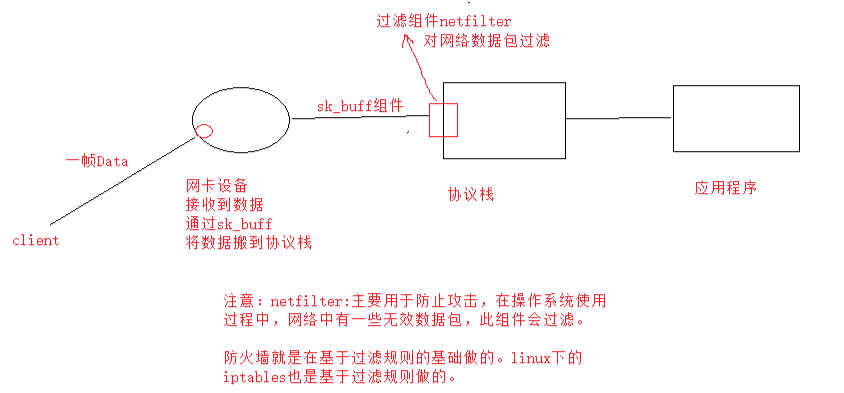 过滤组件netfilter
对网络数据包过滤
sk_buff组件
一帧Data
网卡设备
接收到数据
通过sk_buff
将数据搬到协议栈
协议栈
应用程序
client
注意：netfilter:主要用于防止攻击，在操作系统使用
过程中，网络中有一些无效数据包，此组件会过滤。
防火墙就是在基于过滤规则的基础做的。linux下的
iptables也是基于过滤规则做的。